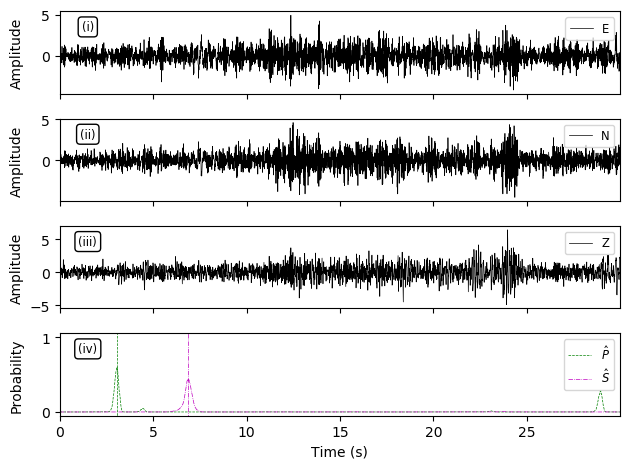 5
0
Amplitude
(i)
E
5
0
Amplitude
(ii)
N
5
0
−5
Amplitude
(iii)
Z
1
0
Probability
(iv)
P̂
Ŝ
0 5 10 15 20 25
Time (s)